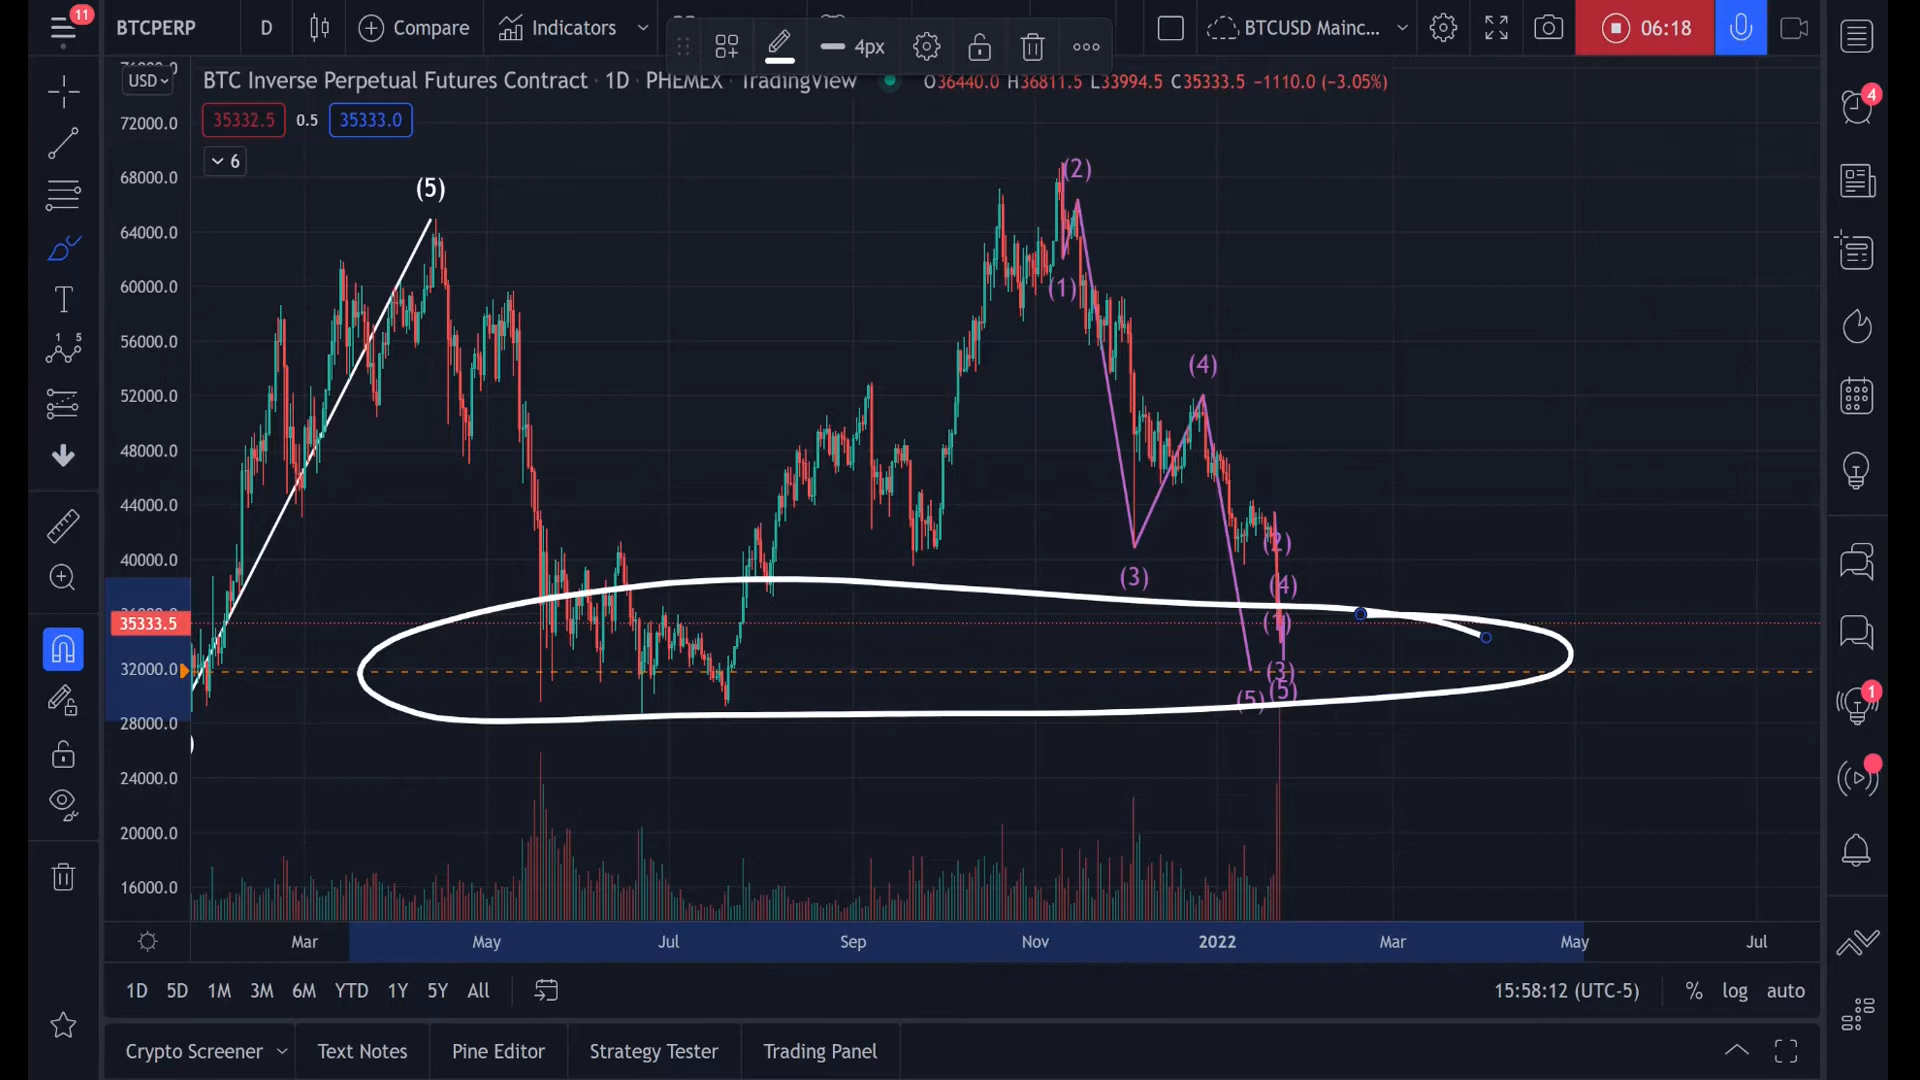 11
BTCPERP
D
Compare
Indicators
4px
BTCUSD Mainc...
06:18
USD
BTC Inverse Perpetual Futures Contract · 1D · PHEMEX · TradingView
O36440.0 H36811.5 L33994.5 C35333.5 −1110.0 (−3.05%)
35332.5 0.5 35333.0
6
4
72000.0
68000.0
64000.0
60000.0
56000.0
52000.0
48000.0
44000.0
40000.0
35333.5
32000.0
28000.0
24000.0
20000.0
16000.0
(5)
(2)
(1)
(4)
(3)
(2)
(4)
(1)
(3)
(5)
(5)
)
1
Mar May Jul Sep Nov 2022 Mar May Jul
1D 5D 1M 3M 6M YTD 1Y 5Y All
15:58:12 (UTC-5) % log auto
Crypto Screener Text Notes Pine Editor Strategy Tester Trading Panel